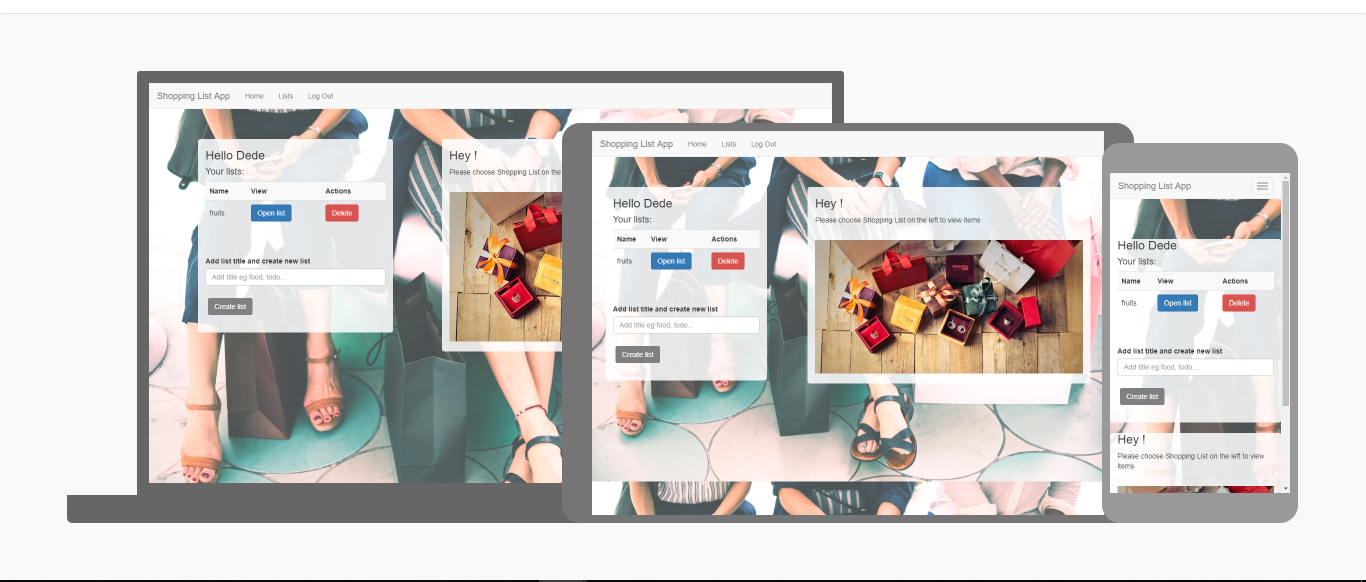 Shopping List App Home Lists Log Out
Hello Dede
Your lists:
Name View Actions
fruits Open list Delete
Add list title and create new list
Add title eg food, todo...
Create list
Hey !
Please choose Shopping List on the
Shopping List App Home Lists Log Out
Hello Dede
Your lists:
Name View Actions
fruits Open list Delete
Add list title and create new list
Add title eg food, todo...
Create list
Hey !
Please choose Shopping List on the left to view items
Shopping List App
Hello Dede
Your lists:
Name View Actions
fruits Open list Delete
Add list title and create new list
Add title eg food, todo...
Create list
Hey !
Please choose Shopping List on the left to view
items